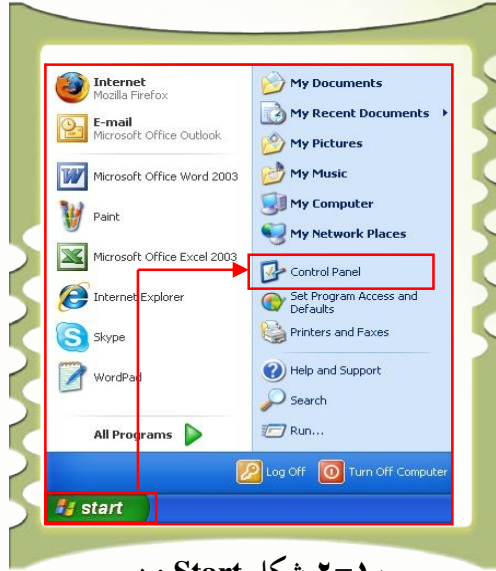 Internet
Mozilla Firefox
E-mail
Microsoft Office Outlook
Microsoft Office Word 2003
Paint
Microsoft Office Excel 2003
Internet Explorer
Skype
WordPad
All Programs
My Documents
My Recent Documents
My Pictures
My Music
My Computer
My Network Places
Control Panel
Set Program Access and
Defaults
Printers and Faxes
Help and Support
Search
Run...
Log Off
Turn Off Computer
start
شکل Start